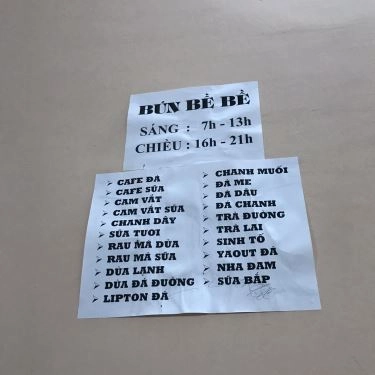 BÚN BỀ BỀ
SÁNG : 7h - 13h
CHIỀU : 16h - 21h
CAFE ĐÁ
CAFE SỮA
CAM VẮT
CAM VẮT SỮA
CHANH DÂY
SỮA TƯƠI
RAU MÁ DỪA
RAU MÁ SỮA
DỪA LẠNH
DỪA ĐÁ ĐƯỜNG
LIPTON ĐÁ
CHANH MUỐI
ĐÁ ME
ĐÁ DÂU
ĐÁ CHANH
TRÀ ĐƯỜNG
TRÀ LAI
SINH TỐ
YAOUT ĐÁ
NHA ĐAM
SỮA BẮP